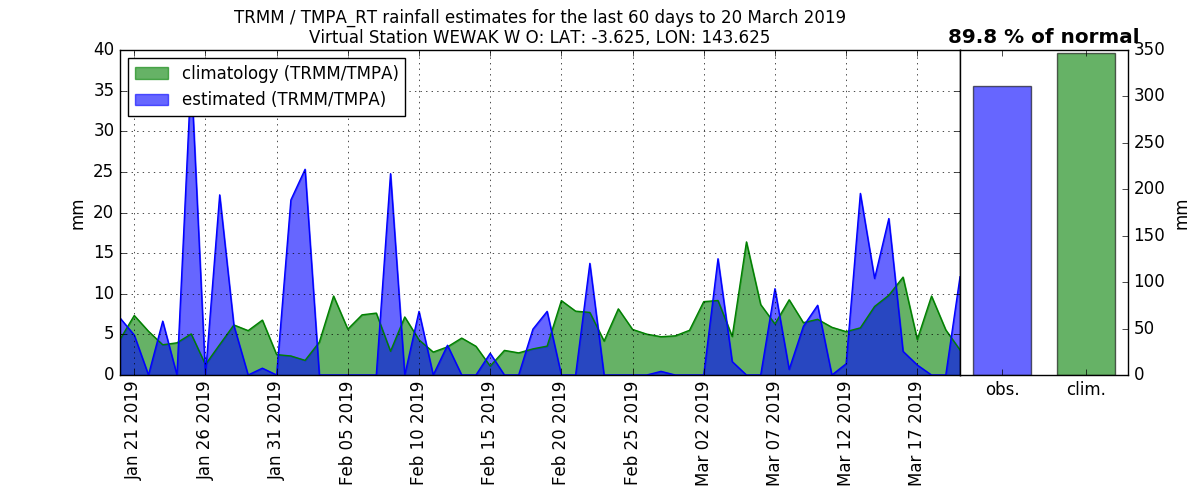 TRMM / TMPA_RT rainfall estimates for the last 60 days to 20 March 2019
Virtual Station WEWAK W O: LAT: -3.625, LON: 143.625
89.8 % of normal
climatology (TRMM/TMPA)
estimated (TRMM/TMPA)
40
35
30
25
20
15
10
5
0
mm
Jan 21 2019
Jan 26 2019
Jan 31 2019
Feb 05 2019
Feb 10 2019
Feb 15 2019
Feb 20 2019
Feb 25 2019
Mar 02 2019
Mar 07 2019
Mar 12 2019
Mar 17 2019
obs.
clim.
350
300
250
200
150
100
50
0
mm